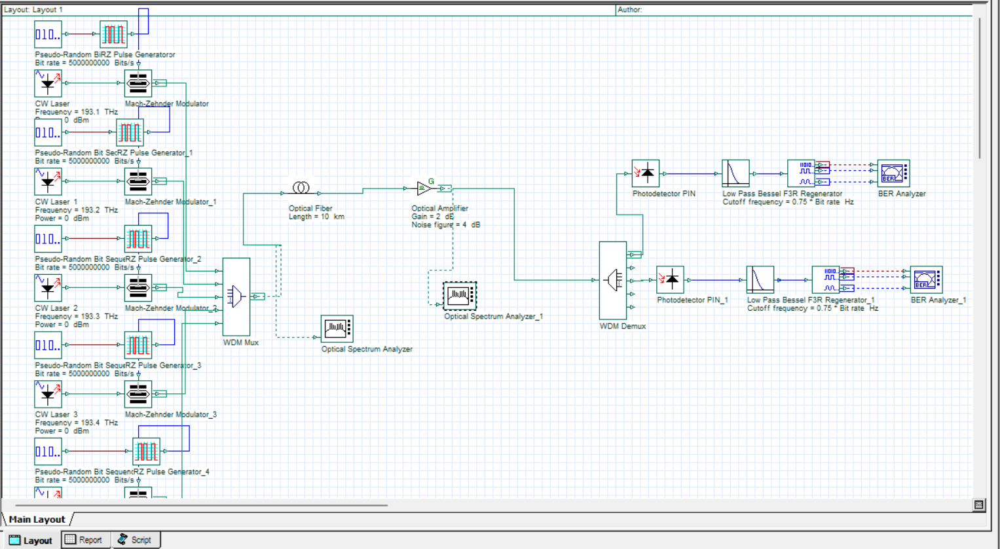 Layout: Layout 1
Author:
Pseudo-Random BiRZ Pulse Generatoror
Bit rate = 5000000000 Bits/s
CW Laser
Frequency = 193.1 THz
0 dBm
Mach-Zehnder Modulator
Pseudo-Random Bit SecRZ Pulse Generator_1
Bit rate = 5000000000 Bits/s
CW Laser 1
Frequency = 193.2 THz
Power = 0 dBm
Mach-Zehnder Modulator_1
Pseudo-Random Bit SequeRZ Pulse Generator_2
Bit rate = 5000000000 Bits/s
CW Laser 2
Frequency = 193.3 THz
Power = 0 dBm
Mach-Zehnder Modulator_2
Pseudo-Random Bit SequeRZ Pulse Generator_3
Bit rate = 5000000000 Bits/s
CW Laser 3
Frequency = 193.4 THz
Power = 0 dBm
Mach-Zehnder Modulator_3
Pseudo-Random Bit SequencRZ Pulse Generator_4
Bit rate = 5000000000 Bits/s
WDM Mux
Optical Fiber
Length = 10 km
G
Optical Amplifier
Gain = 2 dB
Noise figure = 4 dB
Optical Spectrum Analyzer
Optical Spectrum Analyzer_1
WDM Demux
Photodetector PIN
Low Pass Bessel F3R Regenerator
Cutoff frequency = 0.75 * Bit rate Hz
BER
BER Analyzer
Photodetector PIN_1
Low Pass Bessel F3R Regenerator_1
Cutoff frequency = 0.75 * Bit rate Hz
BER
BER Analyzer_1
Main Layout
Layout
Report
Script